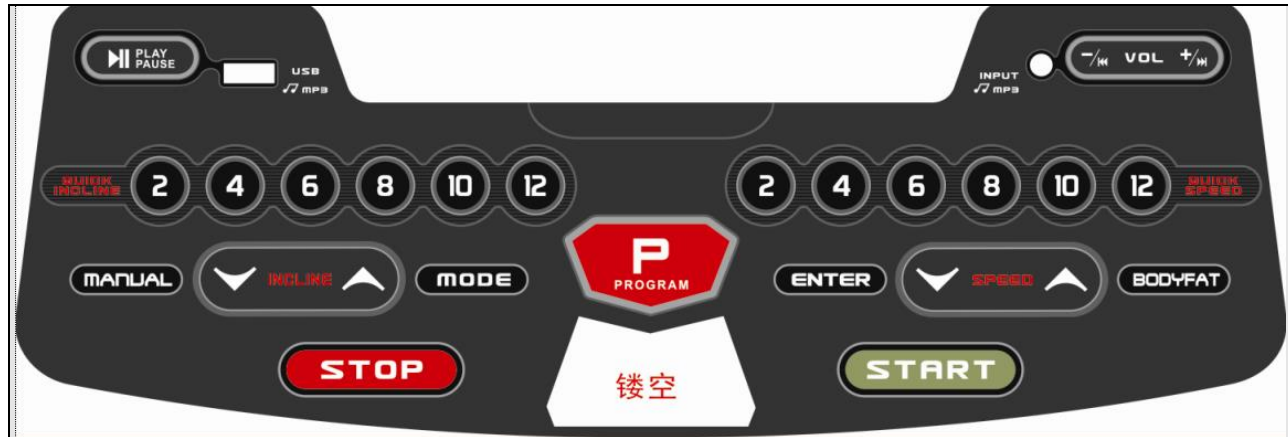 PLAY
PAUSE
USB
MP3
INPUT
MP3
VOL
QUICK
INCLINE
2 4 6 8 10 12
2 4 6 8 10 12
QUICK
SPEED
MANUAL
INCLINE
MODE
P
PROGRAM
ENTER
SPEED
BODYFAT
STOP
镂空
START